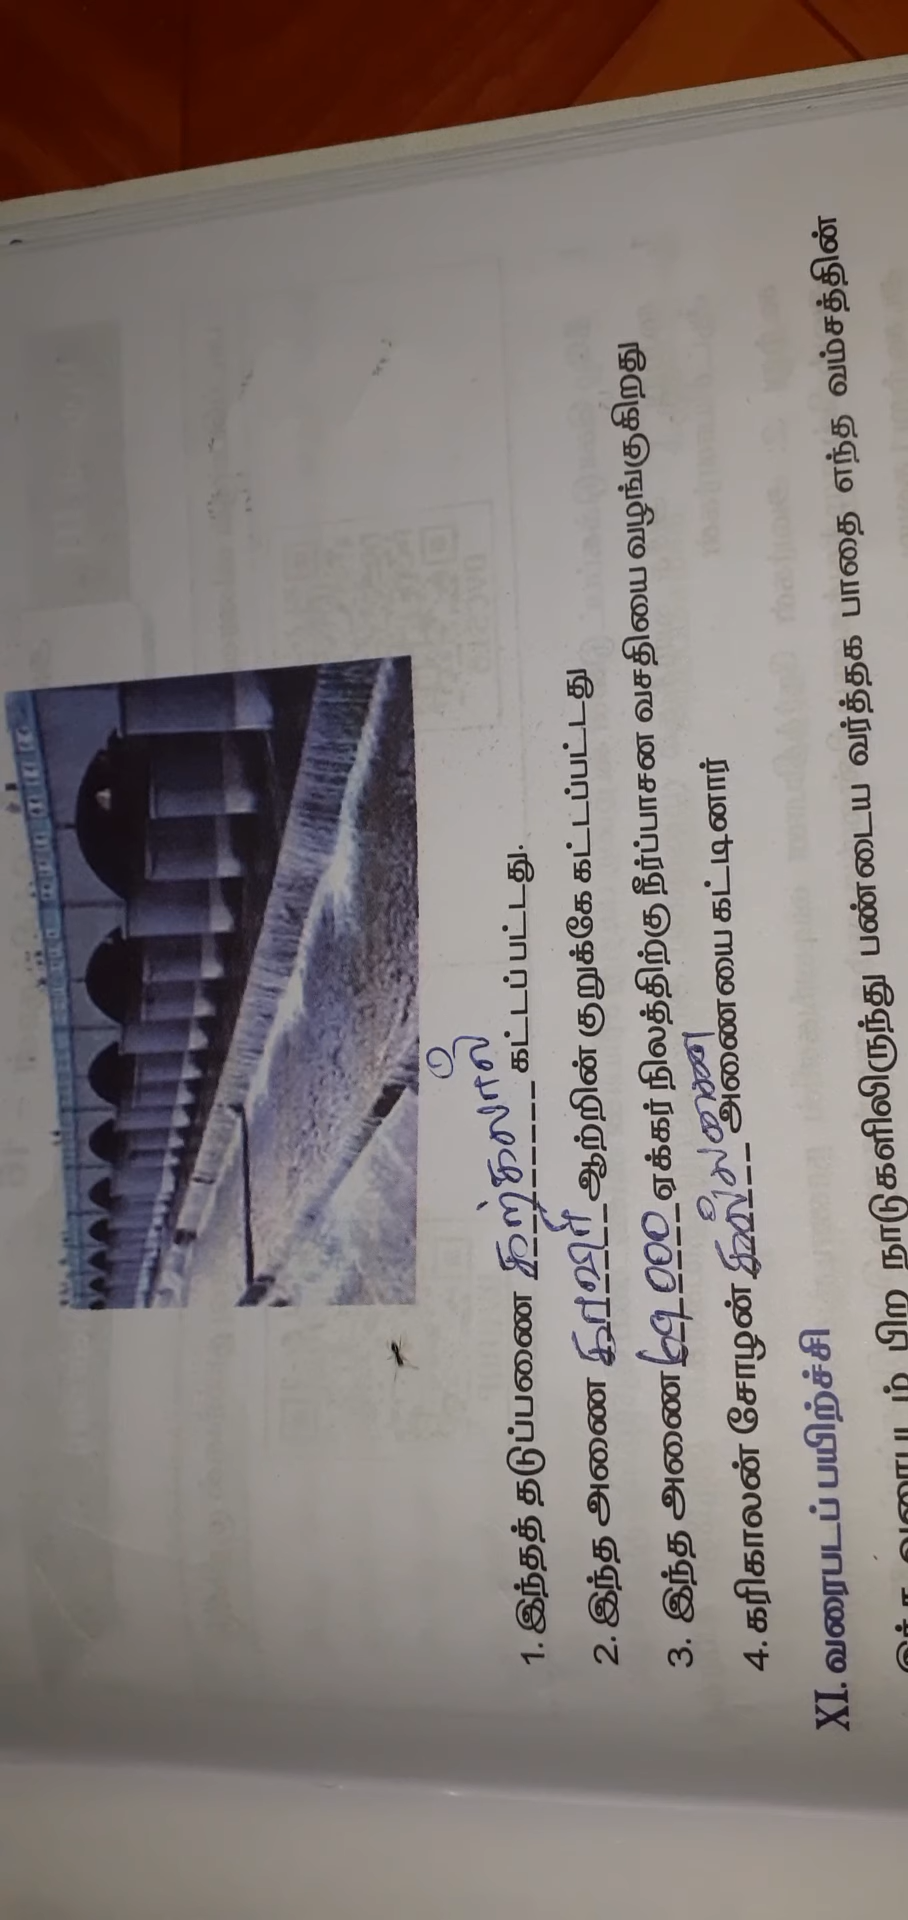 1. இந்தத் தடுப்பணை கற்களால் கட்டப்பட்டது.
2. இந்த அணை காவிரி ஆற்றின் குறுக்கே கட்டப்பட்டது
3. இந்த அணை 69,000 ஏக்கர் நிலத்திற்கு நீர்ப்பாசன வசதியை வழங்குகிறது
4. கரிகாலன் சோழன் கல்லணை அணையை கட்டினார்
XI. வரைபடப் பயிற்ச்சி
பிற நாடுகளிலிருந்து பண்டைய வர்த்தக பாதை எந்த வம்சத்தின்